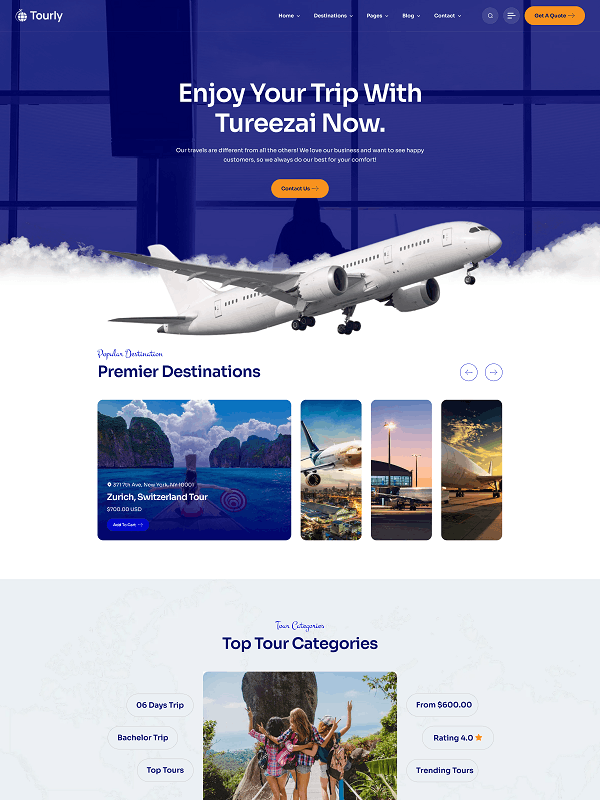 Tourly
Home Destinations Pages Blog Contact
Get A Quote
Enjoy Your Trip With
Tureezai Now.
Our travels are different from all the others! We love our business and want to see happy
customers, so we always do our best for your comfort!
Contact Us
Popular Destination
Premier Destinations
371 7th Ave, New York, NY 10001
Zurich, Switzerland Tour
$700.00 USD
Add To Cart
Tour Categories
Top Tour Categories
06 Days Trip
From $600.00
Bachelor Trip
Rating 4.0
Top Tours
Trending Tours